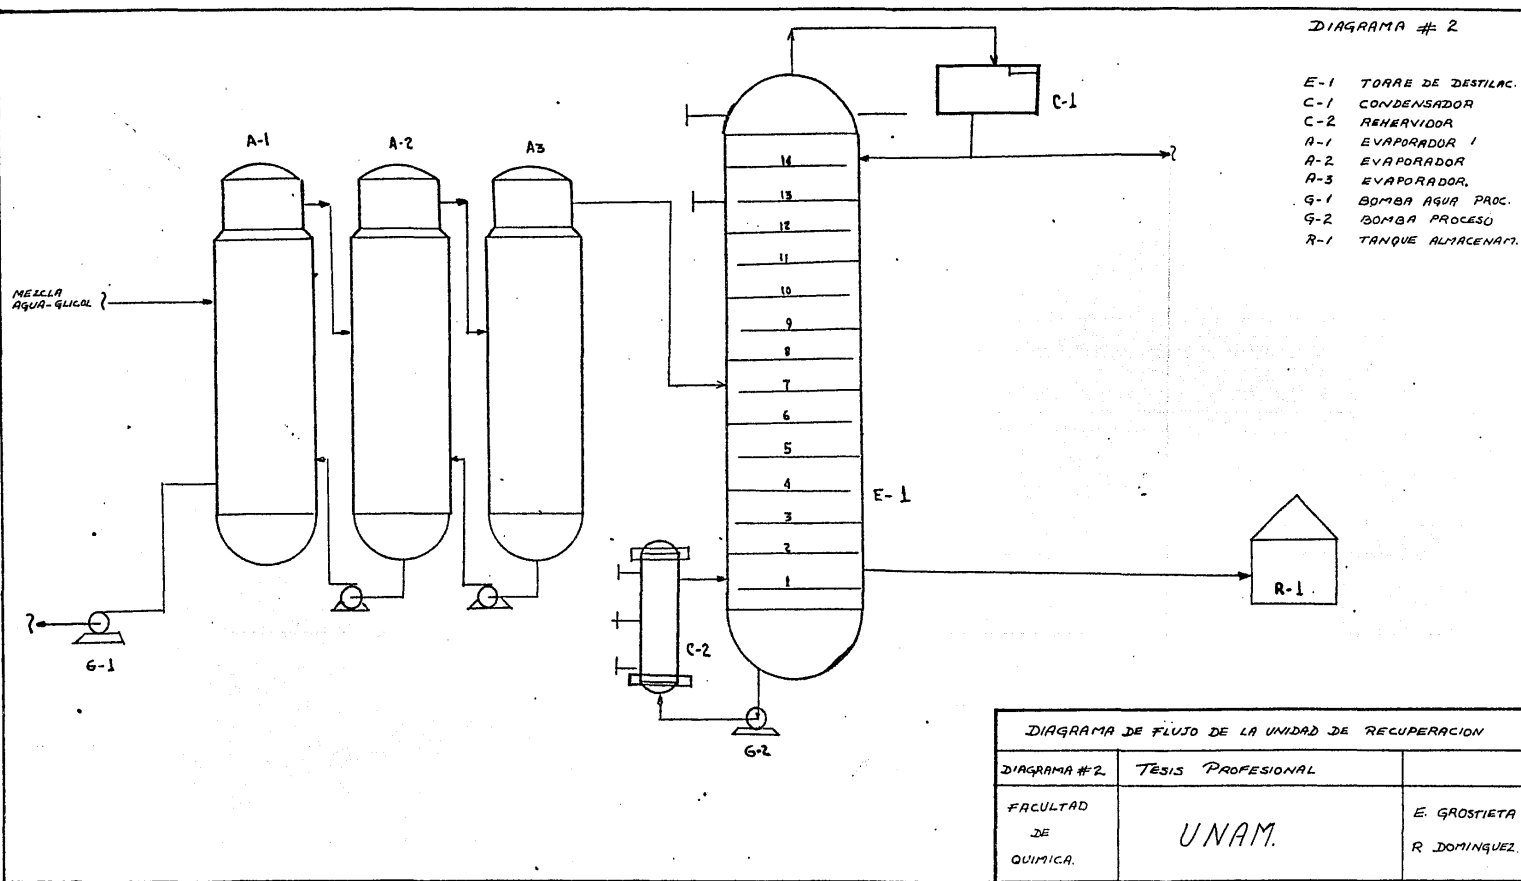 DIAGRAMA # 2
E-1 TORRE DE DESTILAC.
C-1 CONDENSADOR
C-2 REHERVIDOR
A-1 EVAPORADOR 1
A-2 EVAPORADOR
A-3 EVAPORADOR.
G-1 BOMBA AGUA PROC.
G-2 BOMBA PROCESO
R-1 TANQUE ALMACENAM.
A-1
A-2
A3
C-1
MEZCLA
AGUA-GLICOL
14
13
12
11
10
9
8
7
6
5
4
3
2
1
E-1
R-1
C-2
G-1
G-2
DIAGRAMA DE FLUJO DE LA UNIDAD DE RECUPERACION
DIAGRAMA #2 TESIS PROFESIONAL
FACULTAD
DE
QUIMICA.
UNAM.
E. GROSTIETA
R DOMINGUEZ.